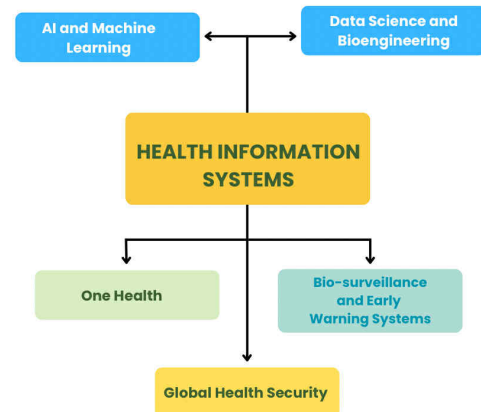 AI and Machine
Learning
Data Science and
Bioengineering
HEALTH INFORMATION
SYSTEMS
One Health
Bio-surveillance
and Early
Warning Systems
Global Health Security